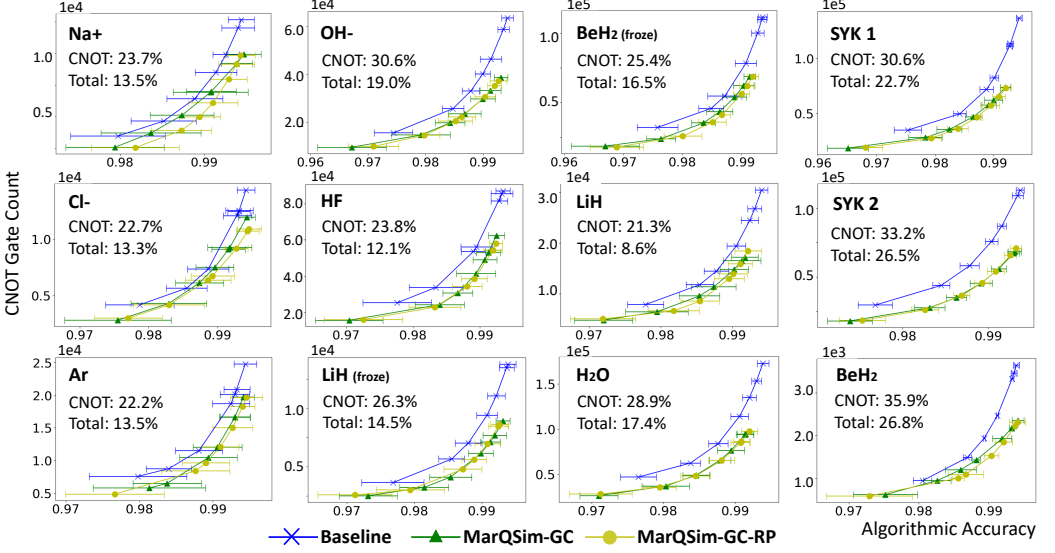 CNOT Gate Count
1e4
Na+
CNOT: 23.7%
Total: 13.5%
1.0
0.5
0.98 0.99
1e4
OH-
CNOT: 30.6%
Total: 19.0%
6.0
4.0
2.0
0.96 0.97 0.98 0.99
1e5
BeH2 (froze)
CNOT: 25.4%
Total: 16.5%
1.0
0.5
0.97 0.98 0.99
1e5
SYK 1
CNOT: 30.6%
Total: 22.7%
1.0
0.5
0.96 0.97 0.98 0.99
1e4
Cl-
CNOT: 22.7%
Total: 13.3%
1.0
0.5
0.97 0.98 0.99
1e4
HF
CNOT: 23.8%
Total: 12.1%
8.0
6.0
4.0
2.0
0.97 0.98 0.99
1e4
LiH
CNOT: 21.3%
Total: 8.6%
3.0
2.0
1.0
0.97 0.98 0.99
1e5
SYK 2
CNOT: 33.2%
Total: 26.5%
1.0
0.5
0.98 0.99
1e4
Ar
CNOT: 22.2%
Total: 13.5%
2.5
2.0
1.5
1.0
0.5
0.97 0.98 0.99
1e4
LiH (froze)
CNOT: 26.3%
Total: 14.5%
1.0
0.5
0.97 0.98 0.99
1e5
H2O
CNOT: 28.9%
Total: 17.4%
1.5
1.0
0.5
0.97 0.98 0.99
1e3
BeH2
CNOT: 35.9%
Total: 26.8%
3.0
2.0
1.0
0.97 0.98 0.99
Algorithmic Accuracy
Baseline MarQSim-GC MarQSim-GC-RP